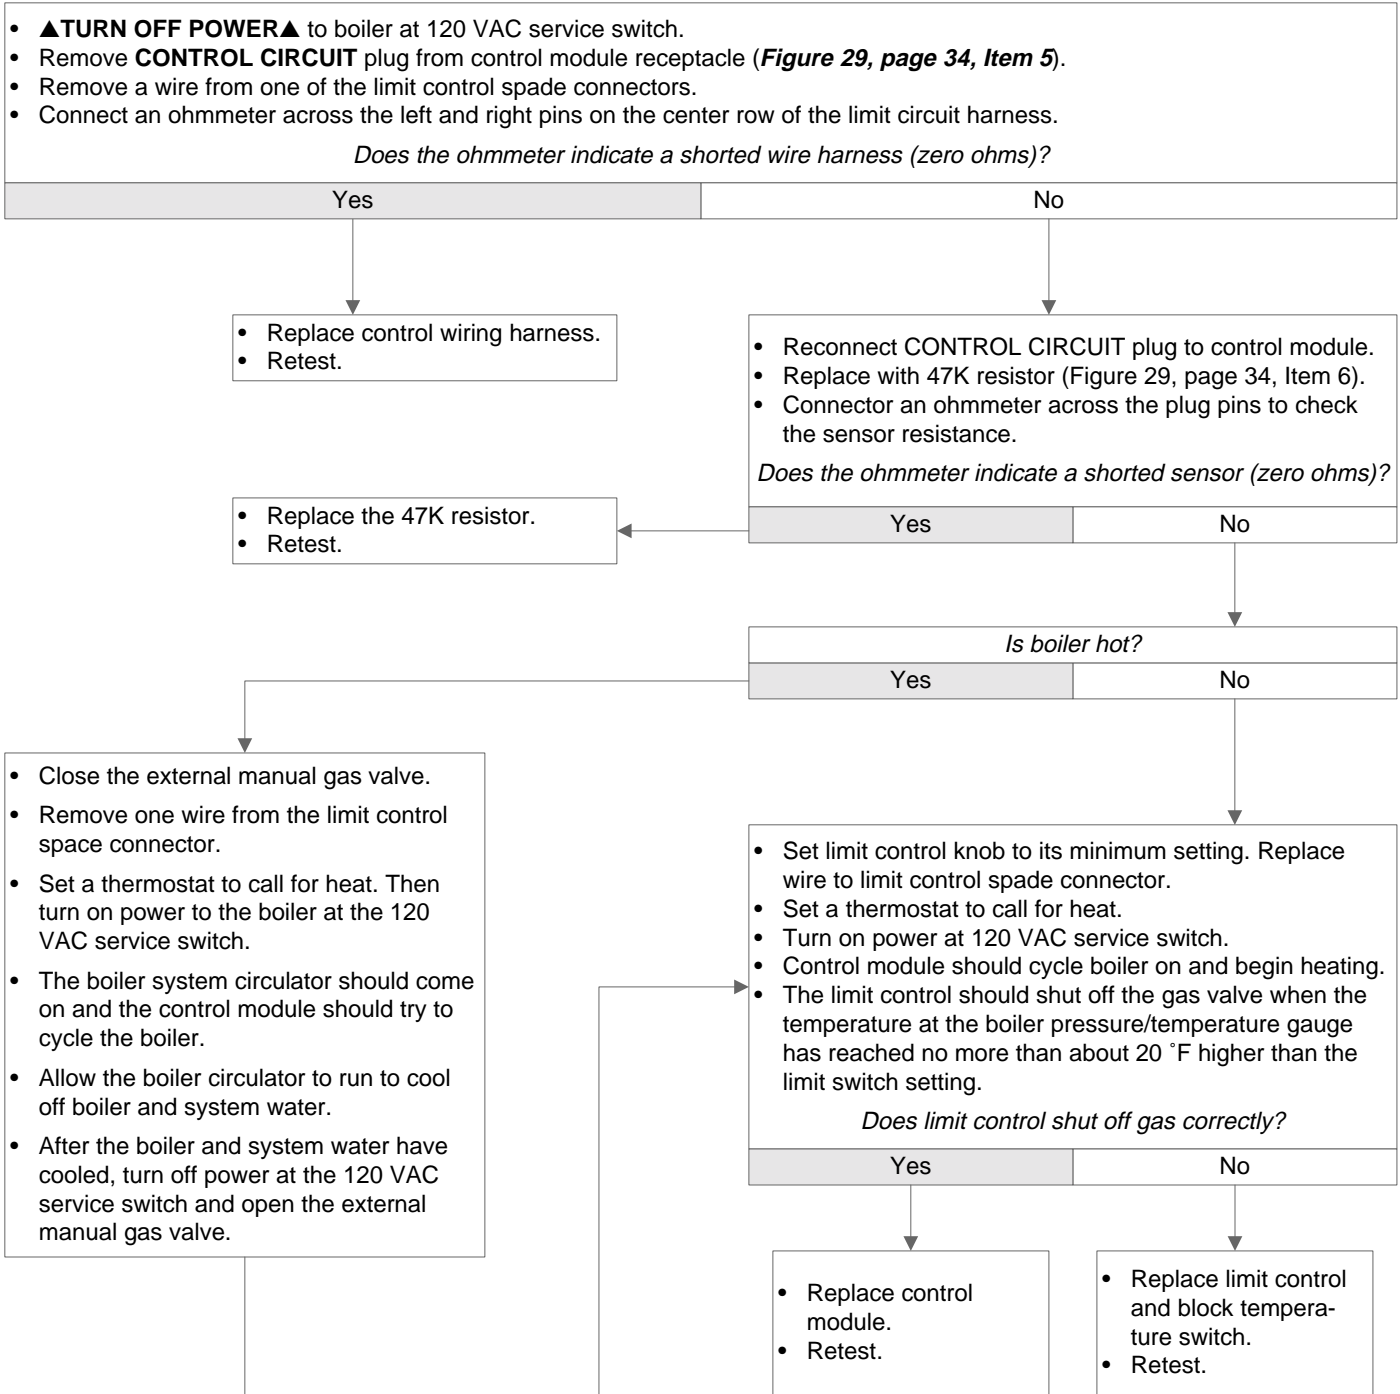 • ▲TURN OFF POWER▲ to boiler at 120 VAC service switch.
• Remove CONTROL CIRCUIT plug from control module receptacle (Figure 29, page 34, Item 5).
• Remove a wire from one of the limit control spade connectors.
• Connect an ohmmeter across the left and right pins on the center row of the limit circuit harness.
Does the ohmmeter indicate a shorted wire harness (zero ohms)?
Yes
No
• Replace control wiring harness.
• Retest.
• Reconnect CONTROL CIRCUIT plug to control module.
• Replace with 47K resistor (Figure 29, page 34, Item 6).
• Connector an ohmmeter across the plug pins to check
the sensor resistance.
Does the ohmmeter indicate a shorted sensor (zero ohms)?
Yes
No
• Replace the 47K resistor.
• Retest.
Is boiler hot?
Yes
No
• Close the external manual gas valve.
• Remove one wire from the limit control
space connector.
• Set a thermostat to call for heat. Then
turn on power to the boiler at the 120
VAC service switch.
• The boiler system circulator should come
on and the control module should try to
cycle the boiler.
• Allow the boiler circulator to run to cool
off boiler and system water.
• After the boiler and system water have
cooled, turn off power at the 120 VAC
service switch and open the external
manual gas valve.
• Set limit control knob to its minimum setting. Replace
wire to limit control spade connector.
• Set a thermostat to call for heat.
• Turn on power at 120 VAC service switch.
• Control module should cycle boiler on and begin heating.
• The limit control should shut off the gas valve when the
temperature at the boiler pressure/temperature gauge
has reached no more than about 20 ˚F higher than the
limit switch setting.
Does limit control shut off gas correctly?
Yes
No
• Replace control
module.
• Retest.
• Replace limit control
and block tempera-
ture switch.
• Retest.